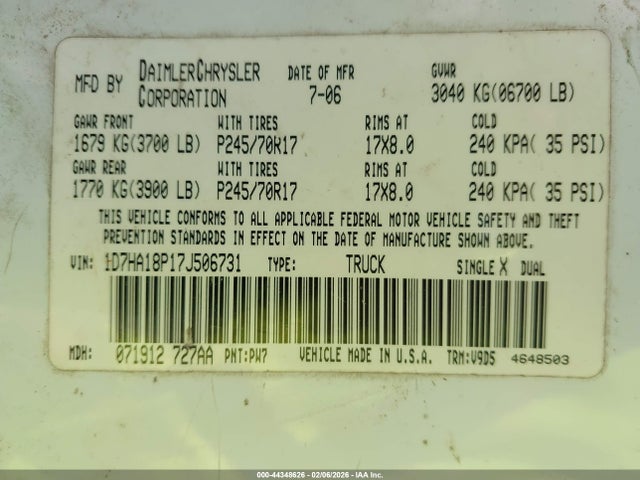 MFD BY DAIMLERCHRYSLER CORPORATION DATE OF MFR 7-06 GVWR 3040 KG(06700 LB)
GAWR FRONT WITH TIRES RIMS AT COLD
1679 KG(3700 LB) P245/70R17 17X8.0 240 KPA( 35 PSI)
GAWR REAR WITH TIRES RIMS AT COLD
1770 KG(3900 LB) P245/70R17 17X8.0 240 KPA( 35 PSI)
THIS VEHICLE CONFORMS TO ALL APPLICABLE FEDERAL MOTOR VEHICLE SAFETY AND THEFT
PREVENTION STANDARDS IN EFFECT ON THE DATE OF MANUFACTURE SHOWN ABOVE.
VIN: 1D7HA18P17J506731 TYPE: TRUCK SINGLE X DUAL
MDH: 071912 727AA PNT:PW7 VEHICLE MADE IN U.S.A. TRM:V9D5 4648503
000-44348626 - 02/06/2026 - IAA Inc.